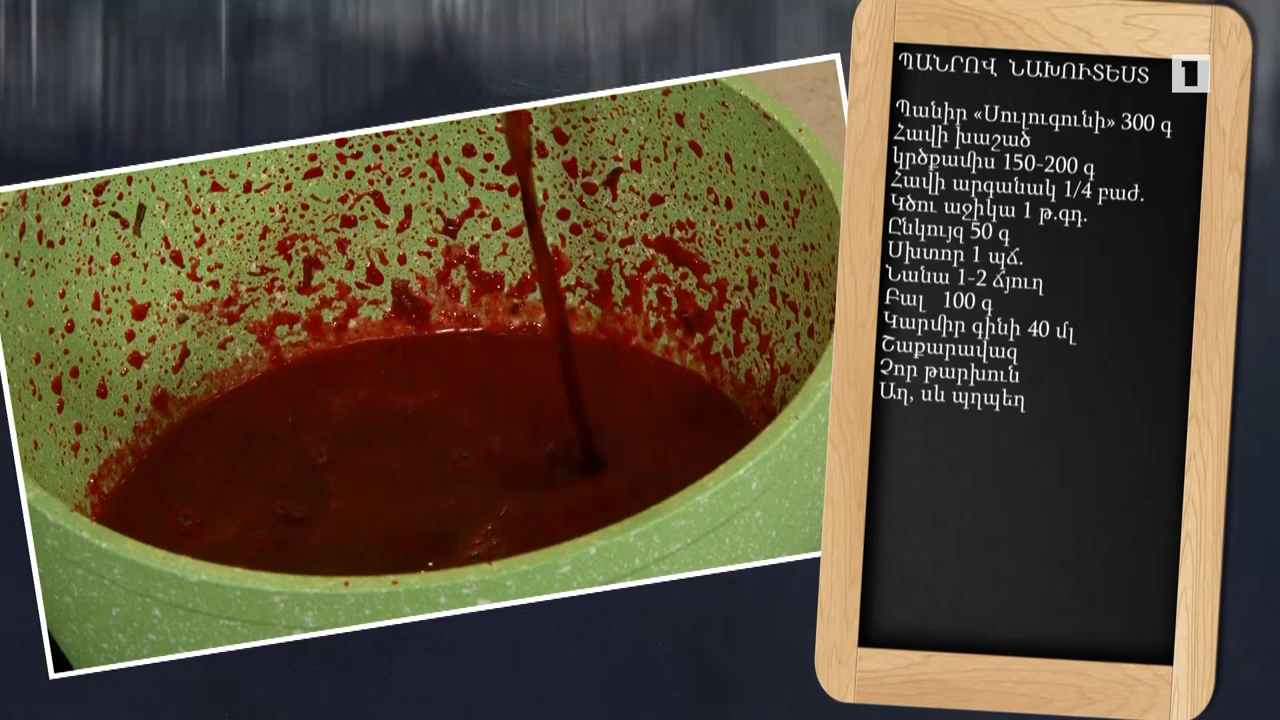 ՊԱՆՐՈՎ ՆԱԽՈՒՏԵՍՏ
1
Պանիր «Սուլուգունի» 300 գ
Հավի խաշած
կրծքամիս 150-200 գ
Հավի արգանակ 1/4 բաժ.
Կծու աջիկա 1 թ.գդ.
Ընկույզ 50 գ
Սխտոր 1 պճ.
Նանա 1-2 ճյուղ
Բալ 100 գ
Կարմիր գինի 40 մլ
Շաքարավազ
Չոր թարխուն
Աղ, սև պղպեղ